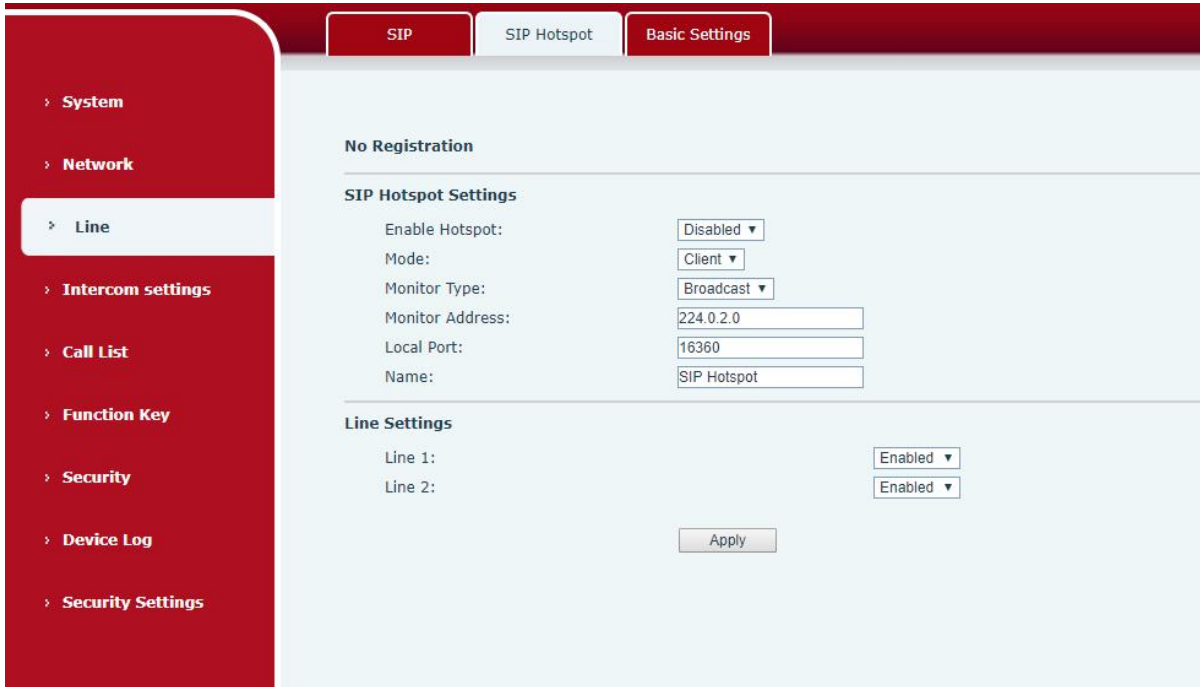 SIP
SIP Hotspot
Basic Settings
System
Network
Line
Intercom settings
Call List
Function Key
Security
Device Log
Security Settings
No Registration
SIP Hotspot Settings
Enable Hotspot: Disabled
Mode: Client
Monitor Type: Broadcast
Monitor Address: 224.0.2.0
Local Port: 16360
Name: SIP Hotspot
Line Settings
Line 1: Enabled
Line 2: Enabled
Apply